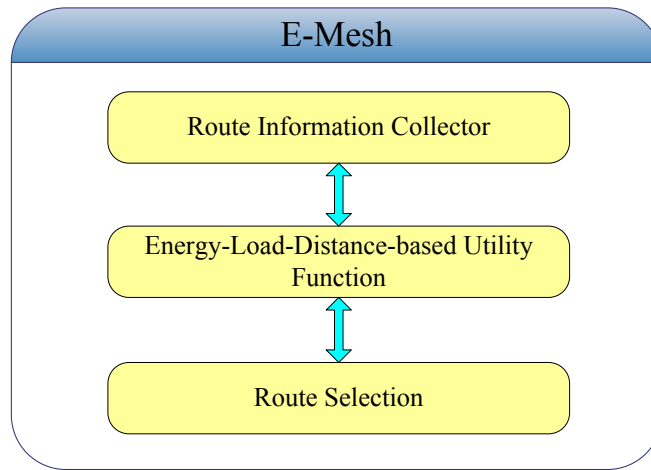 E-Mesh
Route Information Collector
Energy-Load-Distance-based Utility
Function
Route Selection